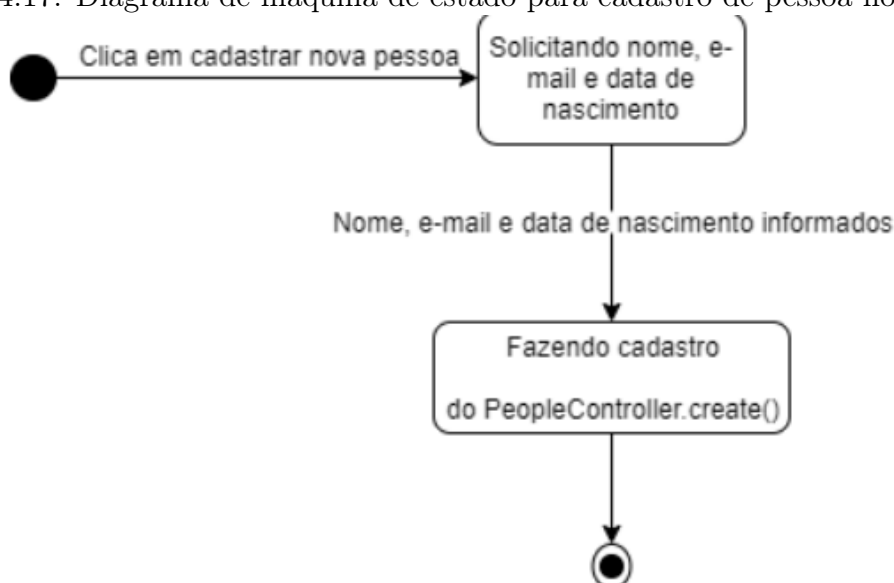 4.17: Diagrama de máquina de estado para cadastro de pessoa no
Clica em cadastrar nova pessoa
Solicitando nome, e-
mail e data de
nascimento
Nome, e-mail e data de nascimento informados
Fazendo cadastro
do PeopleController.create()